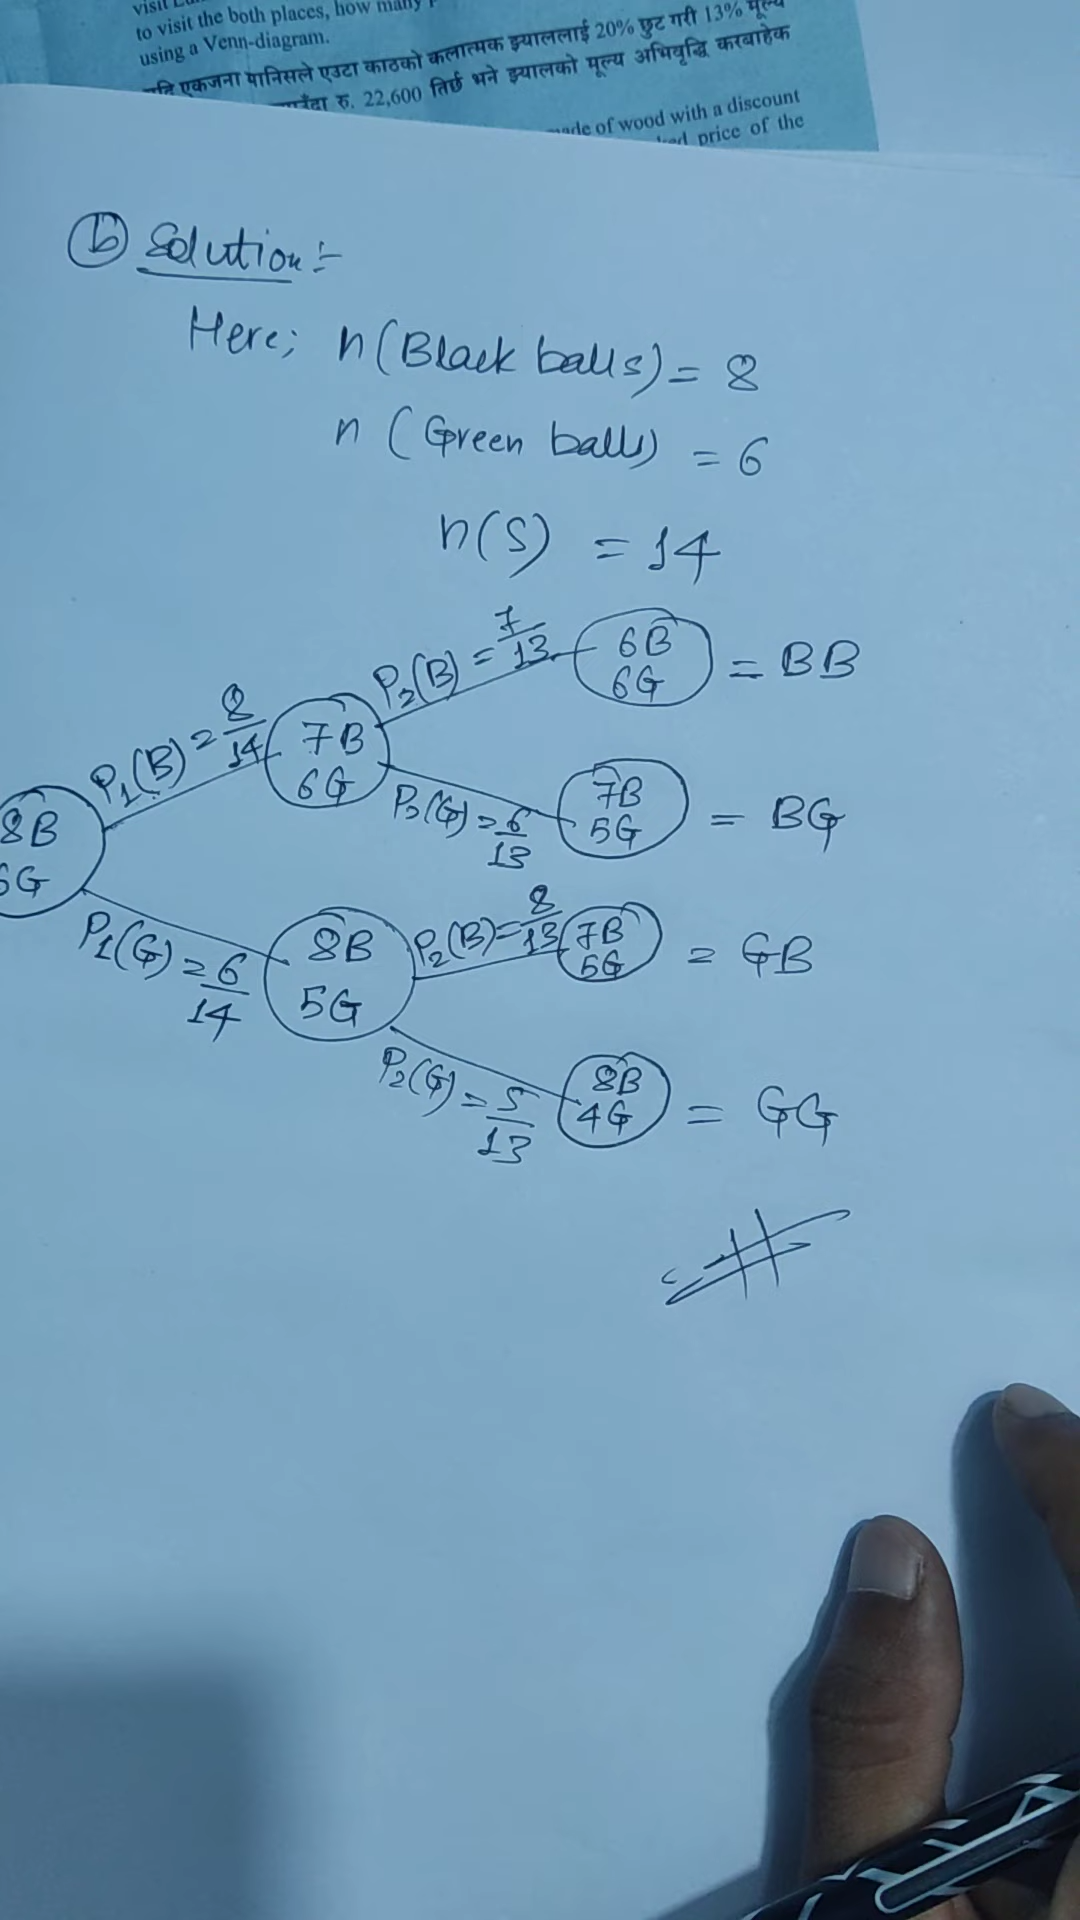 visit
to visit the both places, how many
using a Venn-diagram.
एकजना मानिसले एउटा काठको कलात्मक झ्याललाई 20% छुट गरी 13% मूल्य
रु. 22,600 तिर्छ भने झ्यालको मूल्य अभिवृद्धि करबाहेक
made of wood with a discount
price of the
(b) Solution :-
Here; n(Black balls) = 8
n (Green balls) = 6
n(S) = 14
8B
6G
P₁(B) = 8/14
7B
6G
P₂(B) = 7/13
6B
6G
= BB
P₂(G) = 6/13
7B
5G
= BG
P₁(G) = 6/14
8B
5G
P₂(B) = 8/13
7B
5G
= GB
P₂(G) = 5/13
8B
4G
= GG